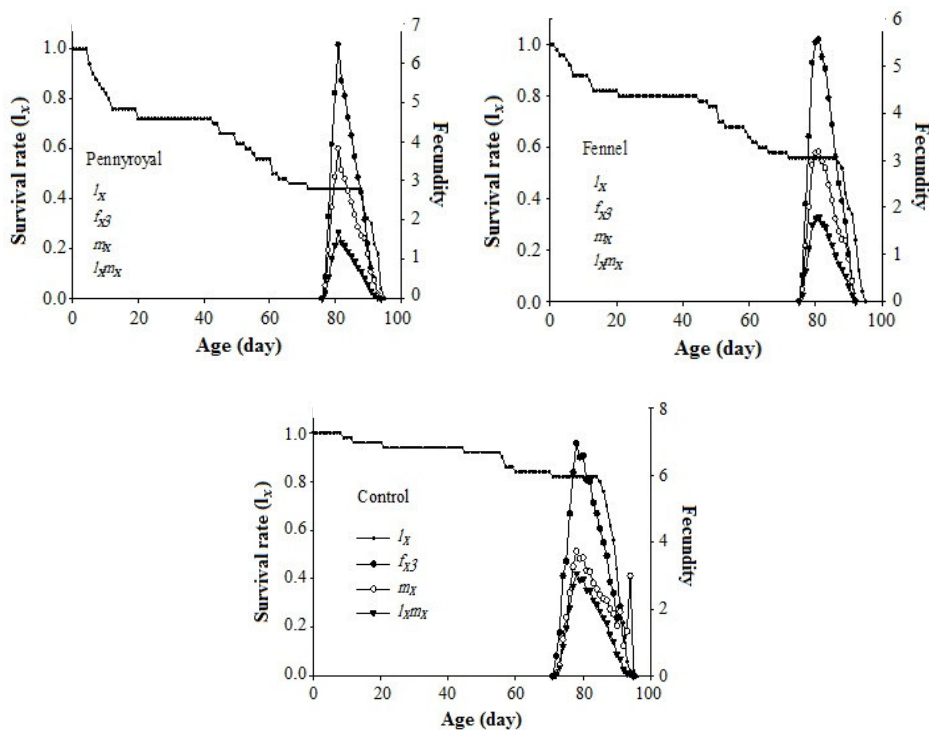 Survival rate (lx)
1.0
0.8
0.6
0.4
0.2
0.0
Pennyroyal
lx
fx3
mx
lxmx
7
6
5
4
3
2
1
0
Fecundity
0 20 40 60 80 100
Age (day)
Survival rate (lx)
1.0
0.8
0.6
0.4
0.2
0.0
Fennel
lx
fx3
mx
lxmx
6
5
4
3
2
1
0
Fecundity
0 20 40 60 80 100
Age (day)
Survival rate (lx)
1.0
0.8
0.6
0.4
0.2
0.0
Control
lx
fx3
mx
lxmx
8
6
4
2
0
Fecundity
0 20 40 60 80 100
Age (day)